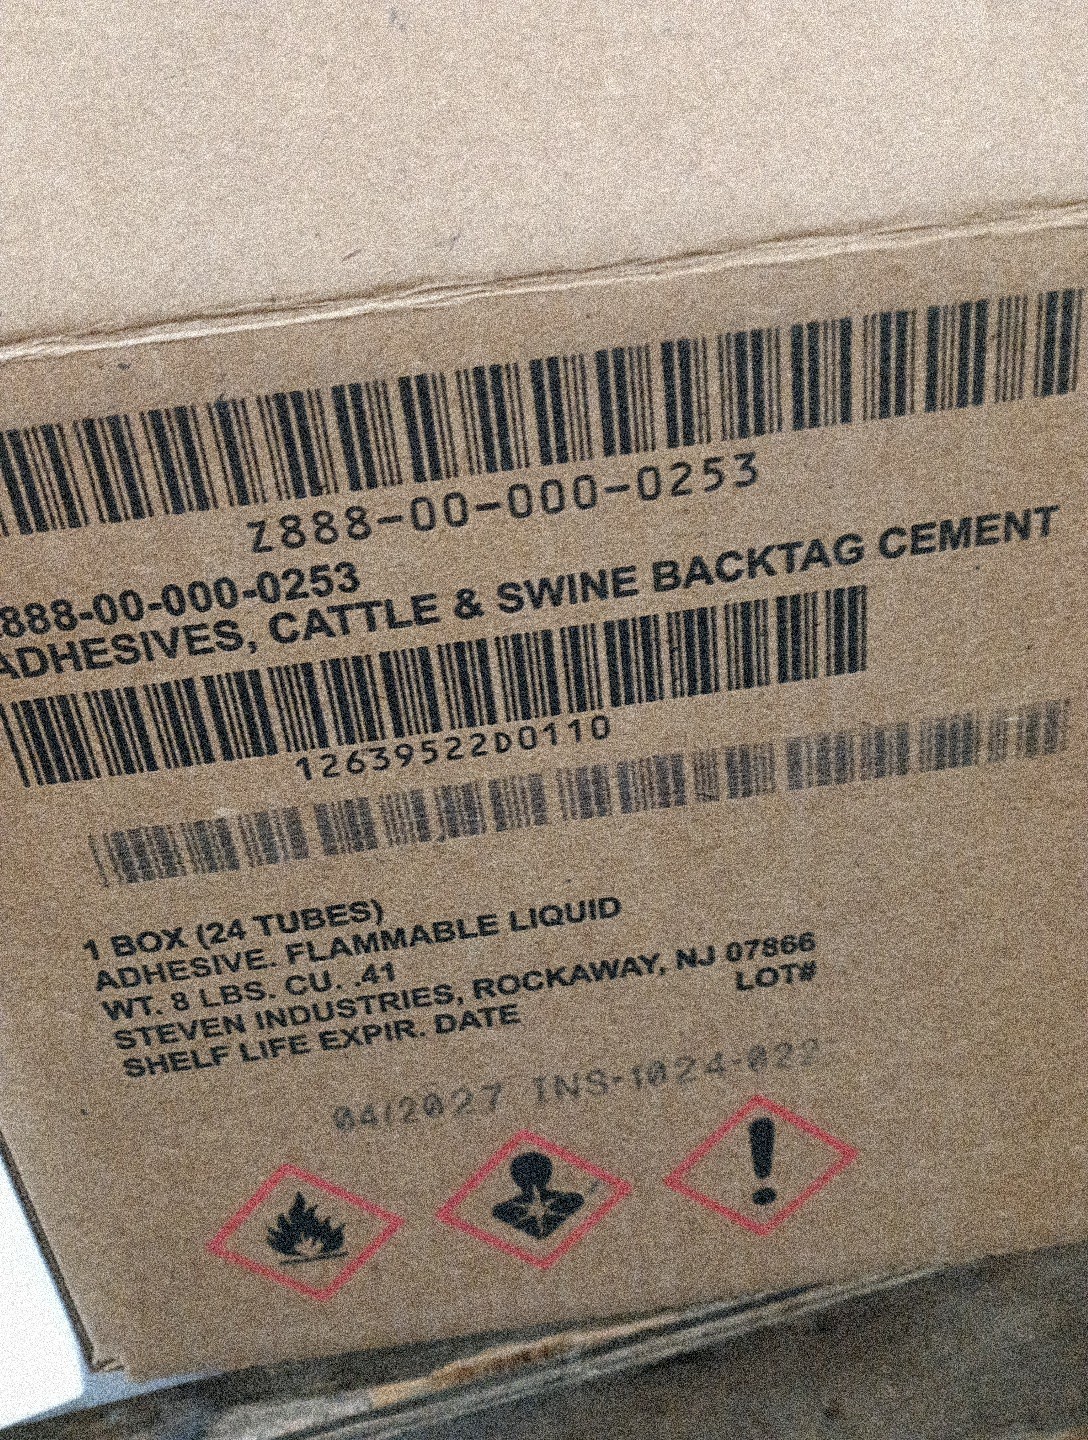 Z888-00-000-0253
888-00-000-0253
ADHESIVES, CATTLE & SWINE BACKTAG CEMENT
12639522D0110
1 BOX (24 TUBES)
ADHESIVE. FLAMMABLE LIQUID
WT. 8 LBS. CU. .41
STEVEN INDUSTRIES, ROCKAWAY, NJ 07866
SHELF LIFE EXPIR. DATE LOT#
04/2027 INS-1024-022